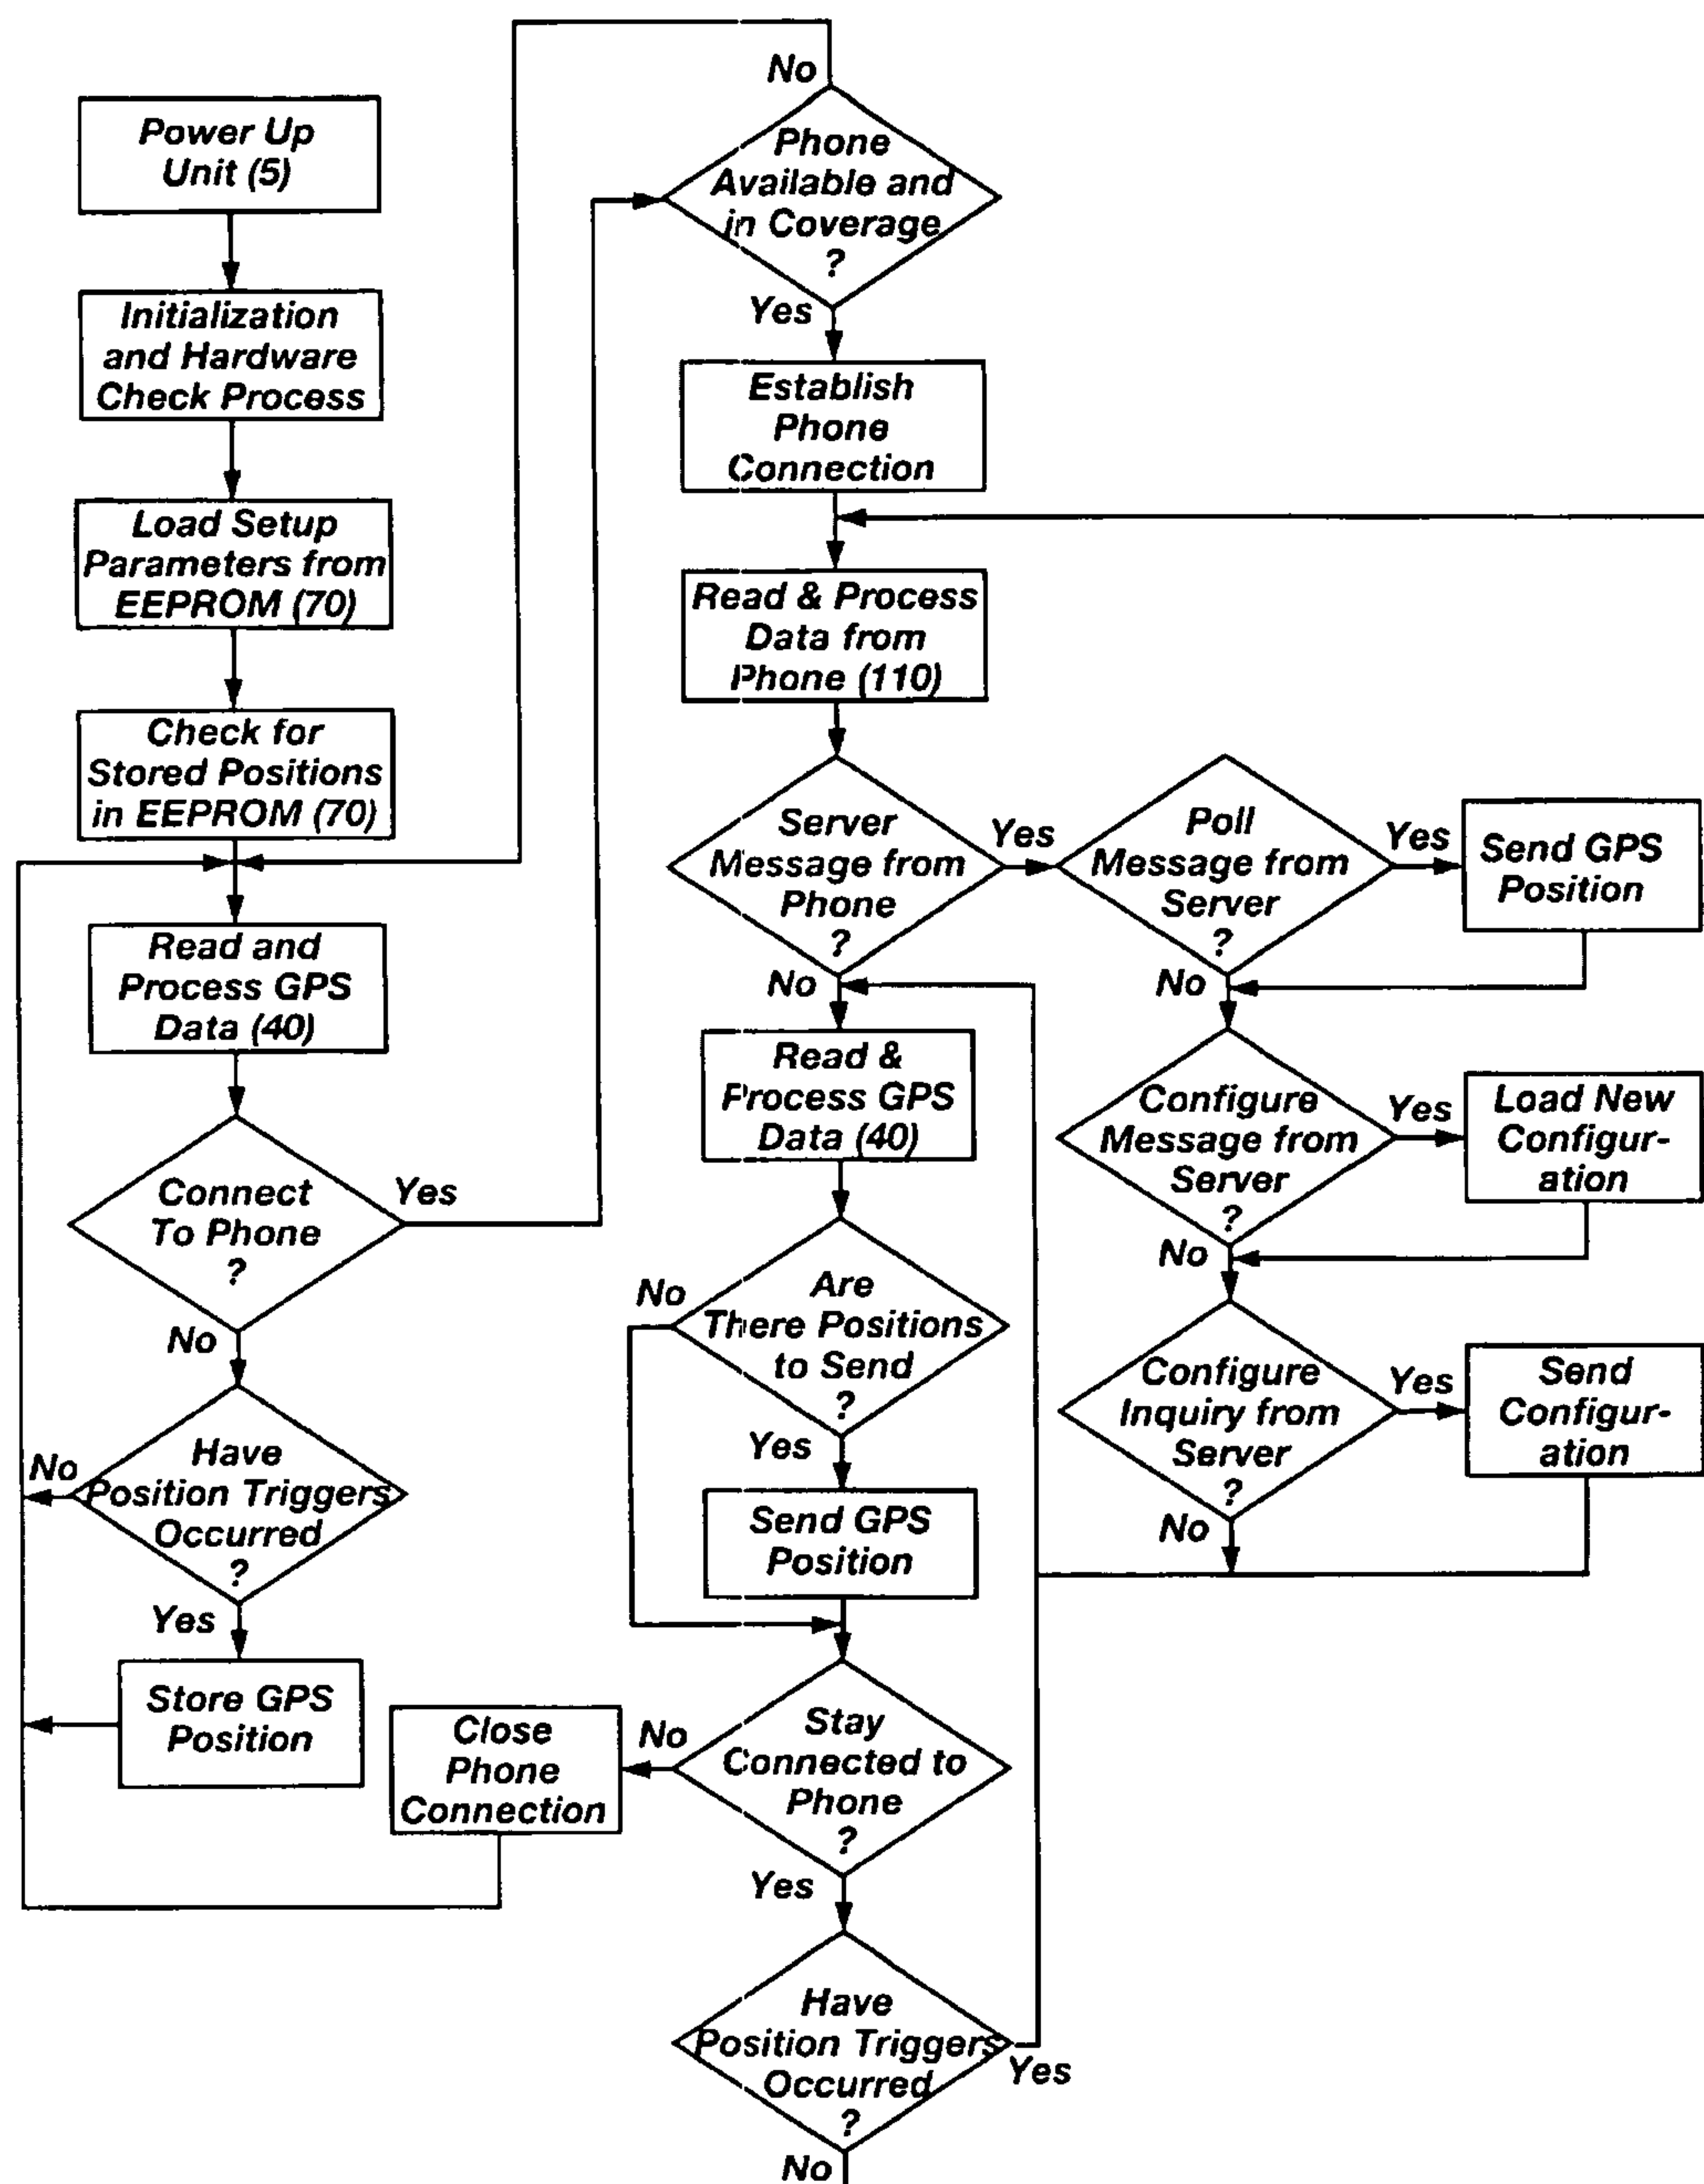 Power Up
Unit (5)
Initialization
and Hardware
Check Process
Load Setup
Parameters from
EEPROM (70)
Check for
Stored Positions
in EEPROM (70)
Read and
Process GPS
Data (40)
Connect
To Phone
?
Yes
No
Have
Position Triggers
Occurred
?
No
Yes
Store GPS
Position
No
Phone
Available and
in Coverage
?
Yes
Establish
Phone
Connection
Read & Process
Data from
Phone (110)
Server
Message from
Phone
?
Yes
No
Read &
Process GPS
Data (40)
Are
There Positions
to Send
?
No
Yes
Send GPS
Position
Stay
Connected to
Phone
?
No
Close
Phone
Connection
Yes
Have
Position Triggers
Occurred
?
Yes
No
Poll
Message from
Server
?
Yes
Send GPS
Position
No
Configure
Message from
Server
?
Yes
Load New
Configur-
ation
No
Configure
Inquiry from
Server
?
Yes
Send
Configur-
ation
No